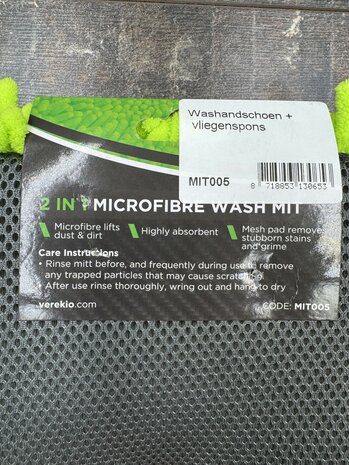 Washandschoen +
vliegenspons
MIT005
8 718853 130653
2 IN 1 MICROFIBRE WASH MIT
Microfibre lifts
dust & dirt
Highly absorbent
Mesh pad remove
stubborn stains
and grime
Care Instructions
• Rinse mitt before, and frequently during use to remove
any trapped particles that may cause scratching.
• After use rinse thoroughly, wring out and hang to dry
verekio.com
CODE: MIT005